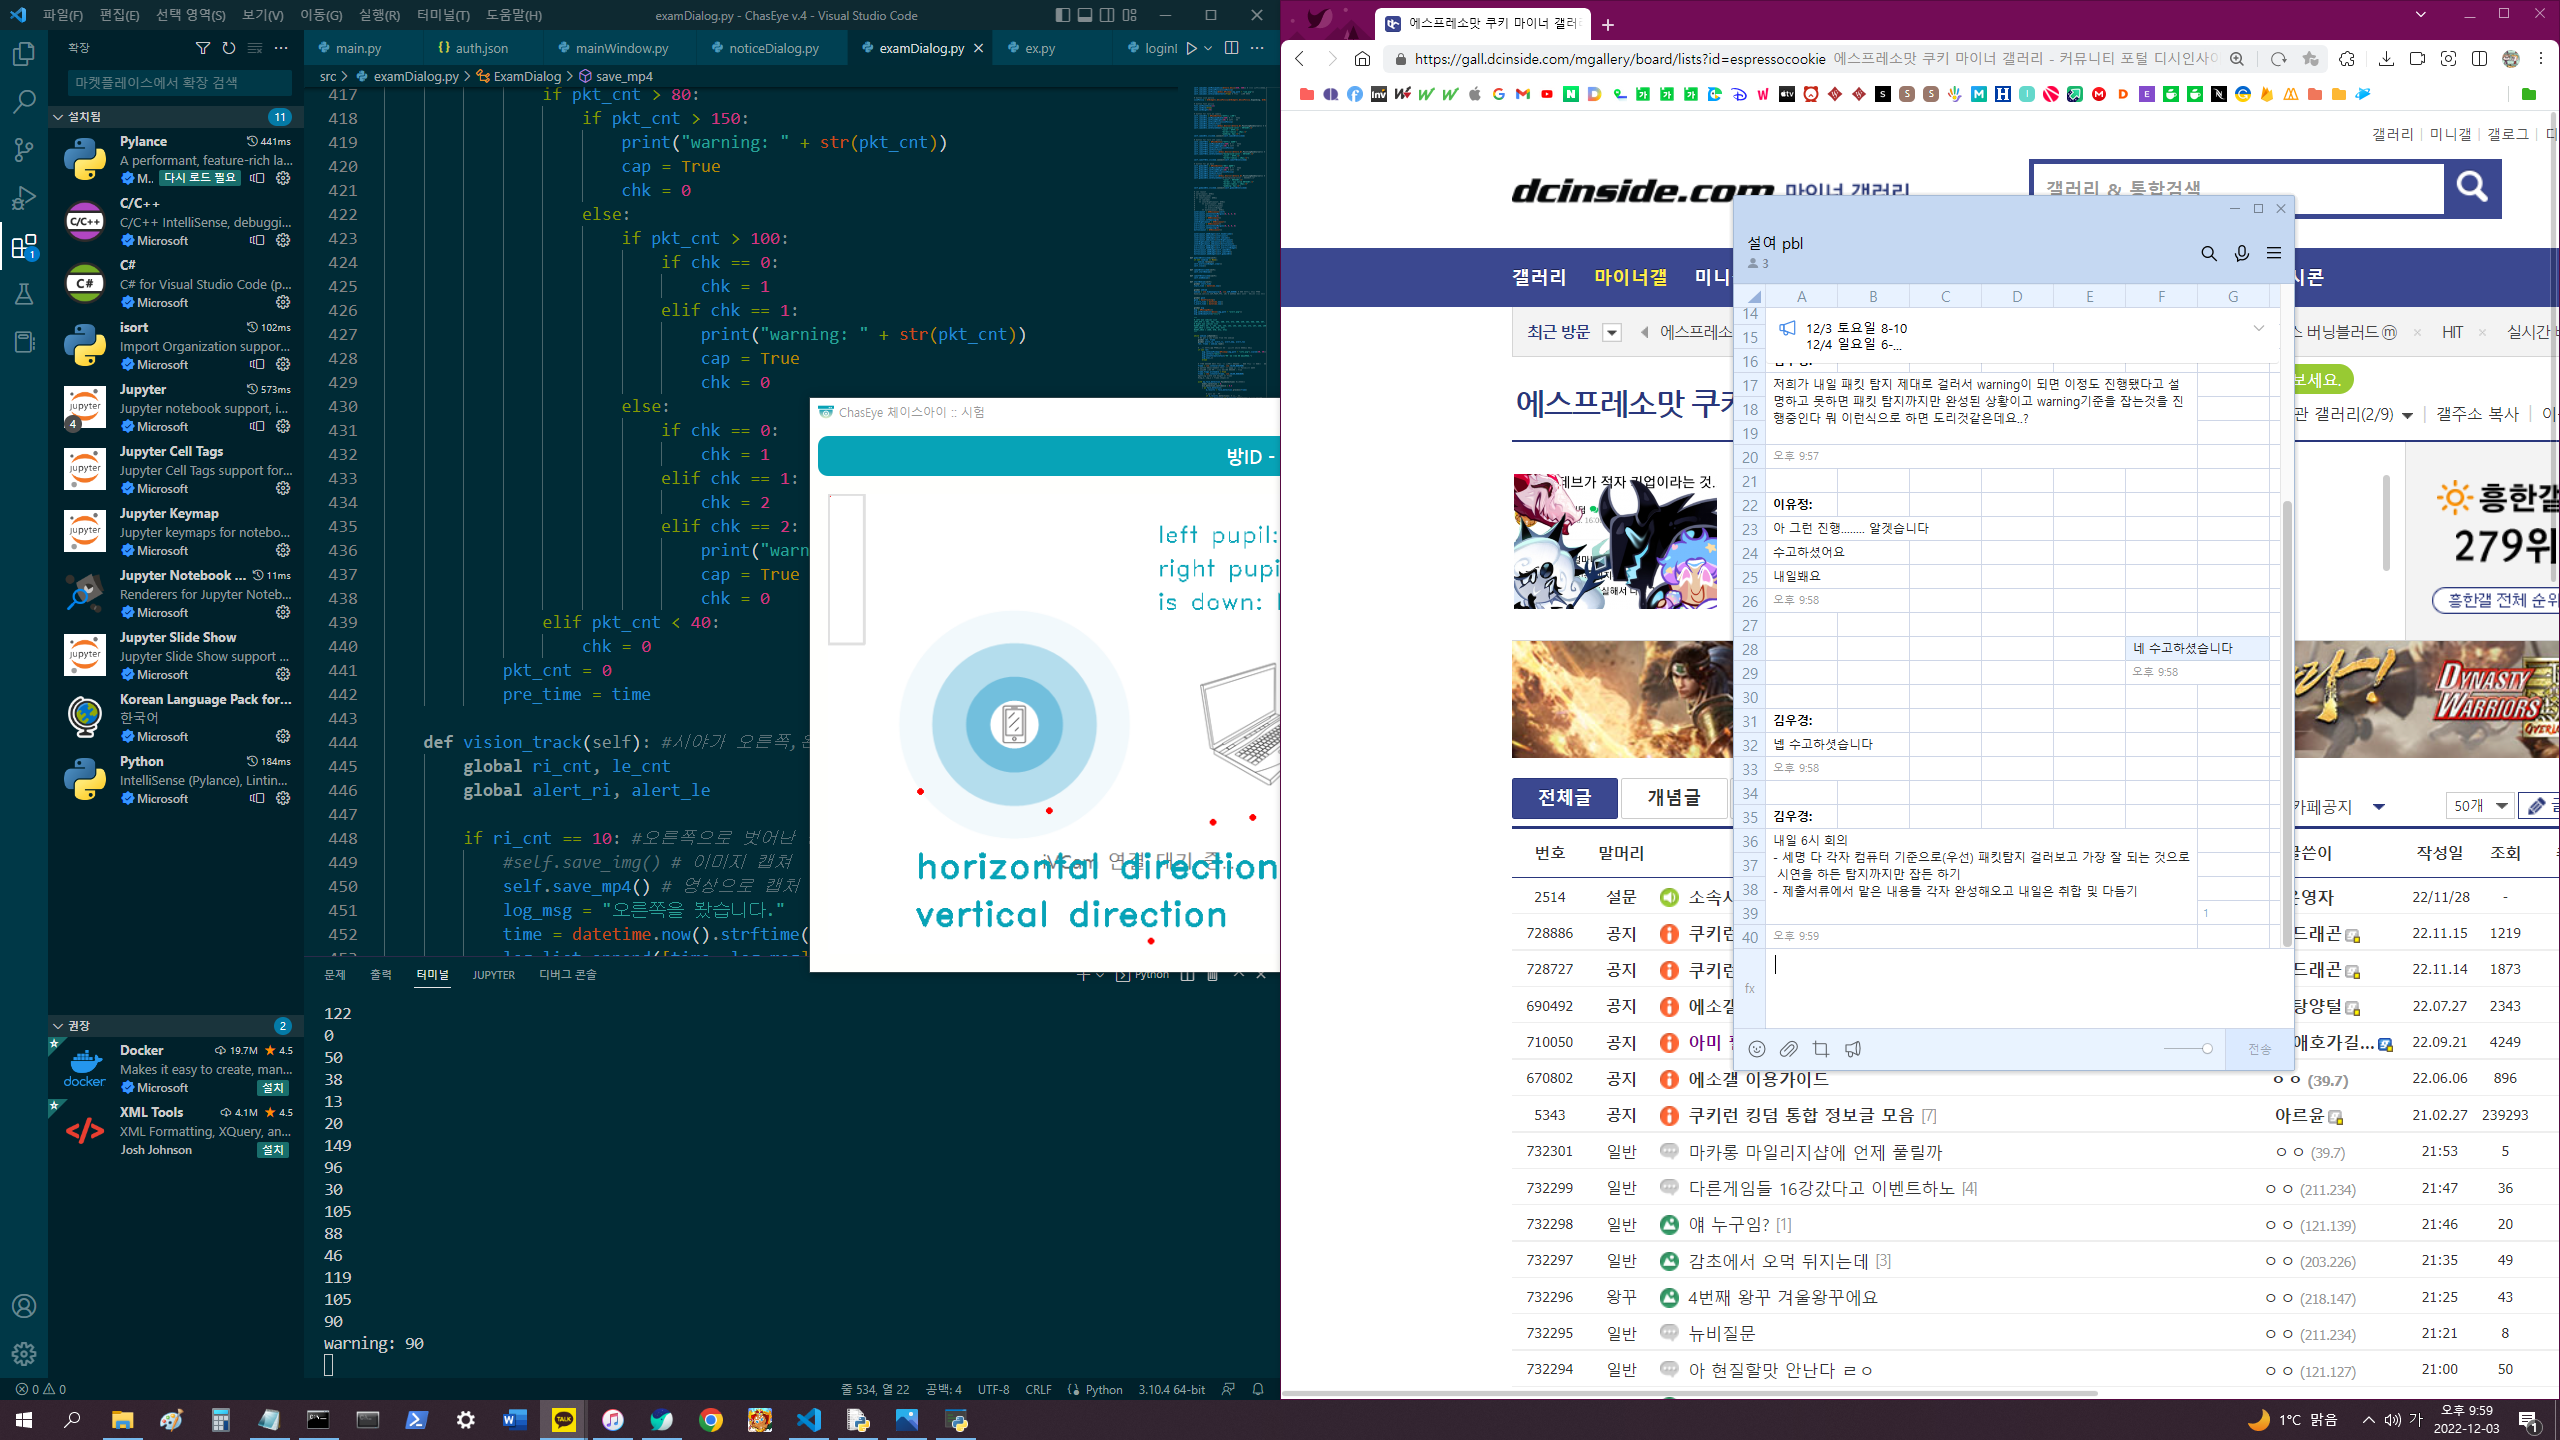 파일(F) 편집(E) 선택 영역(S) 보기(V) 이동(G) 실행(R) 터미널(T) 도움말(H)
examDialog.py - ChasEye v.4 - Visual Studio Code
확장
마켓플레이스에서 확장 검색
설치됨 11
Pylance 441ms
A performant, feature-rich la...
M.. 다시 로드 필요
C/C++
C/C++ IntelliSense, debuggi...
Microsoft
C#
C# for Visual Studio Code (p...
Microsoft
isort 102ms
Import Organization suppor...
Microsoft
Jupyter 573ms
Jupyter notebook support, i...
4 Microsoft
Jupyter Cell Tags
Jupyter Cell Tags support for...
Microsoft
Jupyter Keymap
Jupyter keymaps for notebo...
Microsoft
Jupyter Notebook ... 11ms
Renderers for Jupyter Noteb...
Microsoft
Jupyter Slide Show
Jupyter Slide Show support ...
Microsoft
Korean Language Pack for...
한국어
Microsoft
Python 184ms
IntelliSense (Pylance), Lintin...
Microsoft
권장 2
Docker 19.7M 4.5
Makes it easy to create, man...
Microsoft 설치
XML Tools 4.1M 4.5
XML Formatting, XQuery, an...
Josh Johnson 설치
main.py auth.json mainWindow.py noticeDialog.py examDialog.py ex.py loginI
src > examDialog.py > ExamDialog > save_mp4
417 if pkt_cnt > 80:
418 if pkt_cnt > 150:
419 print("warning: " + str(pkt_cnt))
420 cap = True
421 chk = 0
422 else:
423 if pkt_cnt > 100:
424 if chk == 0:
425 chk = 1
426 elif chk == 1:
427 print("warning: " + str(pkt_cnt))
428 cap = True
429 chk = 0
430 else:
431 if chk == 0:
432 chk = 1
433 elif chk == 1:
434 chk = 2
435 elif chk == 2:
436 print("warn
437 cap = True
438 chk = 0
439 elif pkt_cnt < 40:
440 chk = 0
441 pkt_cnt = 0
442 pre_time = time
443
444 def vision_track(self): #시야가 오른쪽,
445 global ri_cnt, le_cnt
446 global alert_ri, alert_le
447
448 if ri_cnt == 10: #오른쪽으로 벗어난
449 #self.save_img() # 이미지 캡쳐
450 self.save_mp4() # 영상으로 캡처
451 log_msg = "오른쪽을 봤습니다."
452 time = datetime.now().strftime(
ChasEye 체이스아이 :: 시험
방ID -
left pupil:
right pupi
is down:
horizontal direction
vertical direction
문제 출력 터미널 JUPYTER 디버그 콘솔 Python
122
0
50
38
13
20
149
96
30
105
88
46
119
105
90
warning: 90
0 0 줄 534, 열 22 공백: 4 UTF-8 CRLF Python 3.10.4 64-bit
에스프레소맛 쿠키 마이너 갤러리
https://gall.dcinside.com/mgallery/board/lists?id=espressocookie 에스프레소맛 쿠키 마이너 갤러리 - 커뮤니티 포털 디시인사이
갤러리 | 미니갤 | 갤로그 | 디
dcinside.com 마이너 갤러리
갤러리 & 통합검색
갤러리 마이너갤 미니 시콘
최근 방문 에스프레소 스 버닝블러드 HIT 실시간
에스프레소맛 쿠키
보세요.
관 갤러리(2/9) 갤주소 복사
데브가 적자 기업이라는 것.
흥한갤
279위
흥한갤 전체 순위
DYNASTY
WARRIORS
전체글 개념글 카페공지 50개
번호 말머리 글쓴이 작성일 조회
2514 설문 소속사 운영자 22/11/28 -
728886 공지 쿠키런 드래곤 22.11.15 1219
728727 공지 쿠키 드래곤 22.11.14 1873
690492 공지 에소갤 탕양털 22.07.27 2343
710050 공지 아미 애호가길... 22.09.21 4249
670802 공지 에소갤 이용가이드 ㅇㅇ (39.7) 22.06.06 896
5343 공지 쿠키런 킹덤 통합 정보글 모음 [7] 아르윤 21.02.27 239293
732301 일반 마카롱 마일리지샵에 언제 풀릴까 ㅇㅇ (39.7) 21:53 5
732299 일반 다른게임들 16강갔다고 이벤트하노 [4] ㅇㅇ (211.234) 21:47 36
732298 일반 얘 누구임? [1] ㅇㅇ (121.139) 21:46 20
732297 일반 감초에서 오먹 뒤지는데 [3] ㅇㅇ (203.226) 21:35 49
732296 왕꾸 4번째 왕꾸 겨울왕꾸에요 ㅇㅇ (218.147) 21:25 43
732295 일반 뉴비질문 ㅇㅇ (211.234) 21:21 8
732294 일반 아 현질할맛 안난다 ㄹㅇ ㅇㅇ (121.127) 21:00 50
설여 pbl
3
A B C D E F G
12/3 토요일 8-10
12/4 일요일 6-...
저희가 내일 패킷 탐지 제대로 걸러서 warning이 되면 이정도 진행됐다고 설
명하고 못하면 패킷 탐지까지만 완성된 상황이고 warning기준을 잡는것을 진
행중인다 뭐 이런식으로 하면 도리것같은데요..?
오후 9:57
이유정:
아 그런 진행........ 알겟습니다
수고하셨어요
내일봬요
오후 9:58
네 수고하셨습니다
오후 9:58
김우경:
넵 수고하셧습니다
오후 9:58
김우경:
내일 6시 회의
- 세명 다 각자 컴퓨터 기준으로(우선) 패킷탐지 걸러보고 가장 잘 되는 것으로
시연을 하든 탐지까지만 잡든 하기
- 제출서류에서 맡은 내용들 각자 완성해오고 내일은 취합 및 다듬기
1
오후 9:59
fx
전송
1°C 맑음 가 오후 9:59
2022-12-03